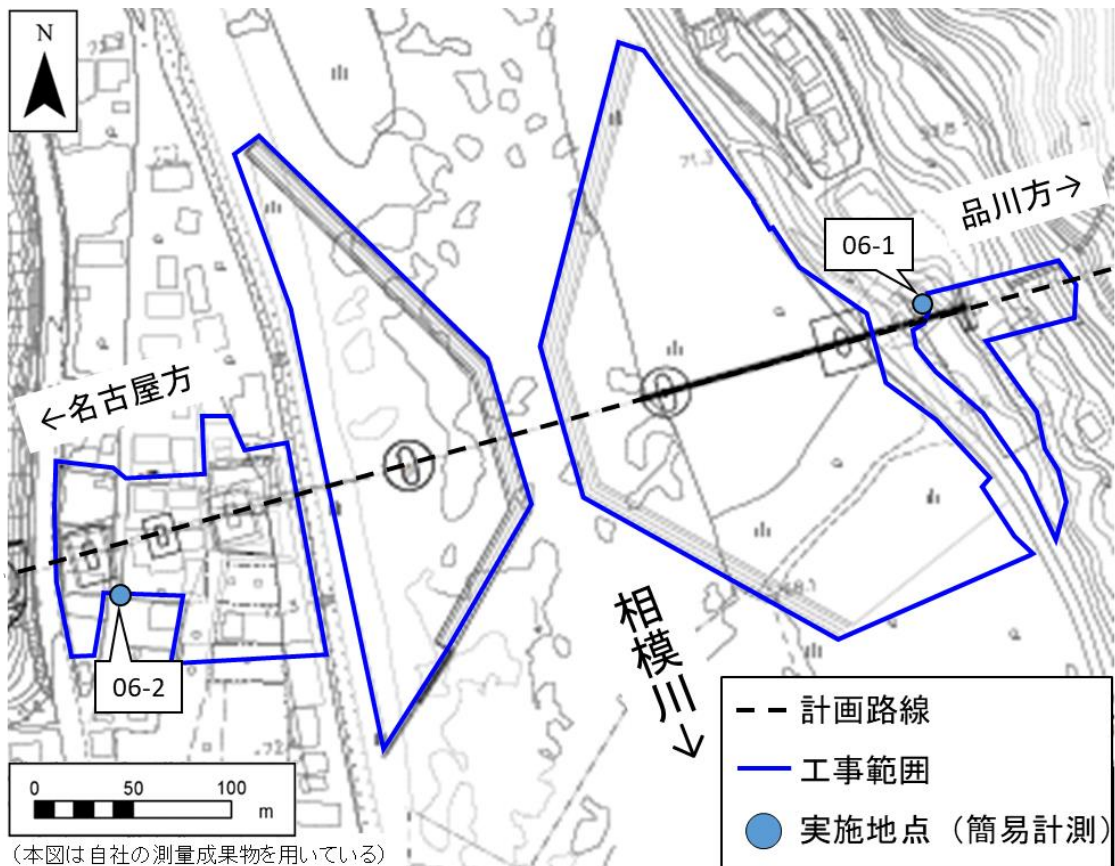 N
品川方→
06-1
←名古屋方
06-2
相模川→
計画路線
工事範囲
実施地点（簡易計測）
0 50 100
m
（本図は自社の測量成果物を用いている）